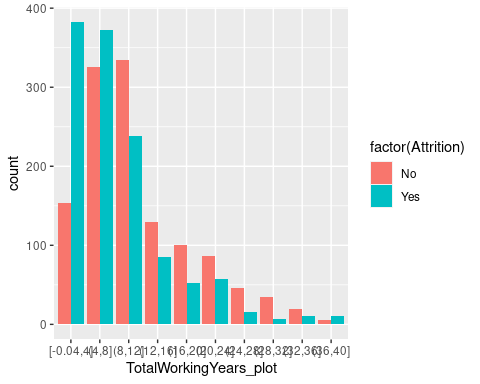 400
300
200
100
0
count
[-0.04,4] (4,8] (8,12] (12,16] (16,20] (20,24] (24,28] (28,32] (32,36] (36,40]
TotalWorkingYears_plot
factor(Attrition)
No
Yes